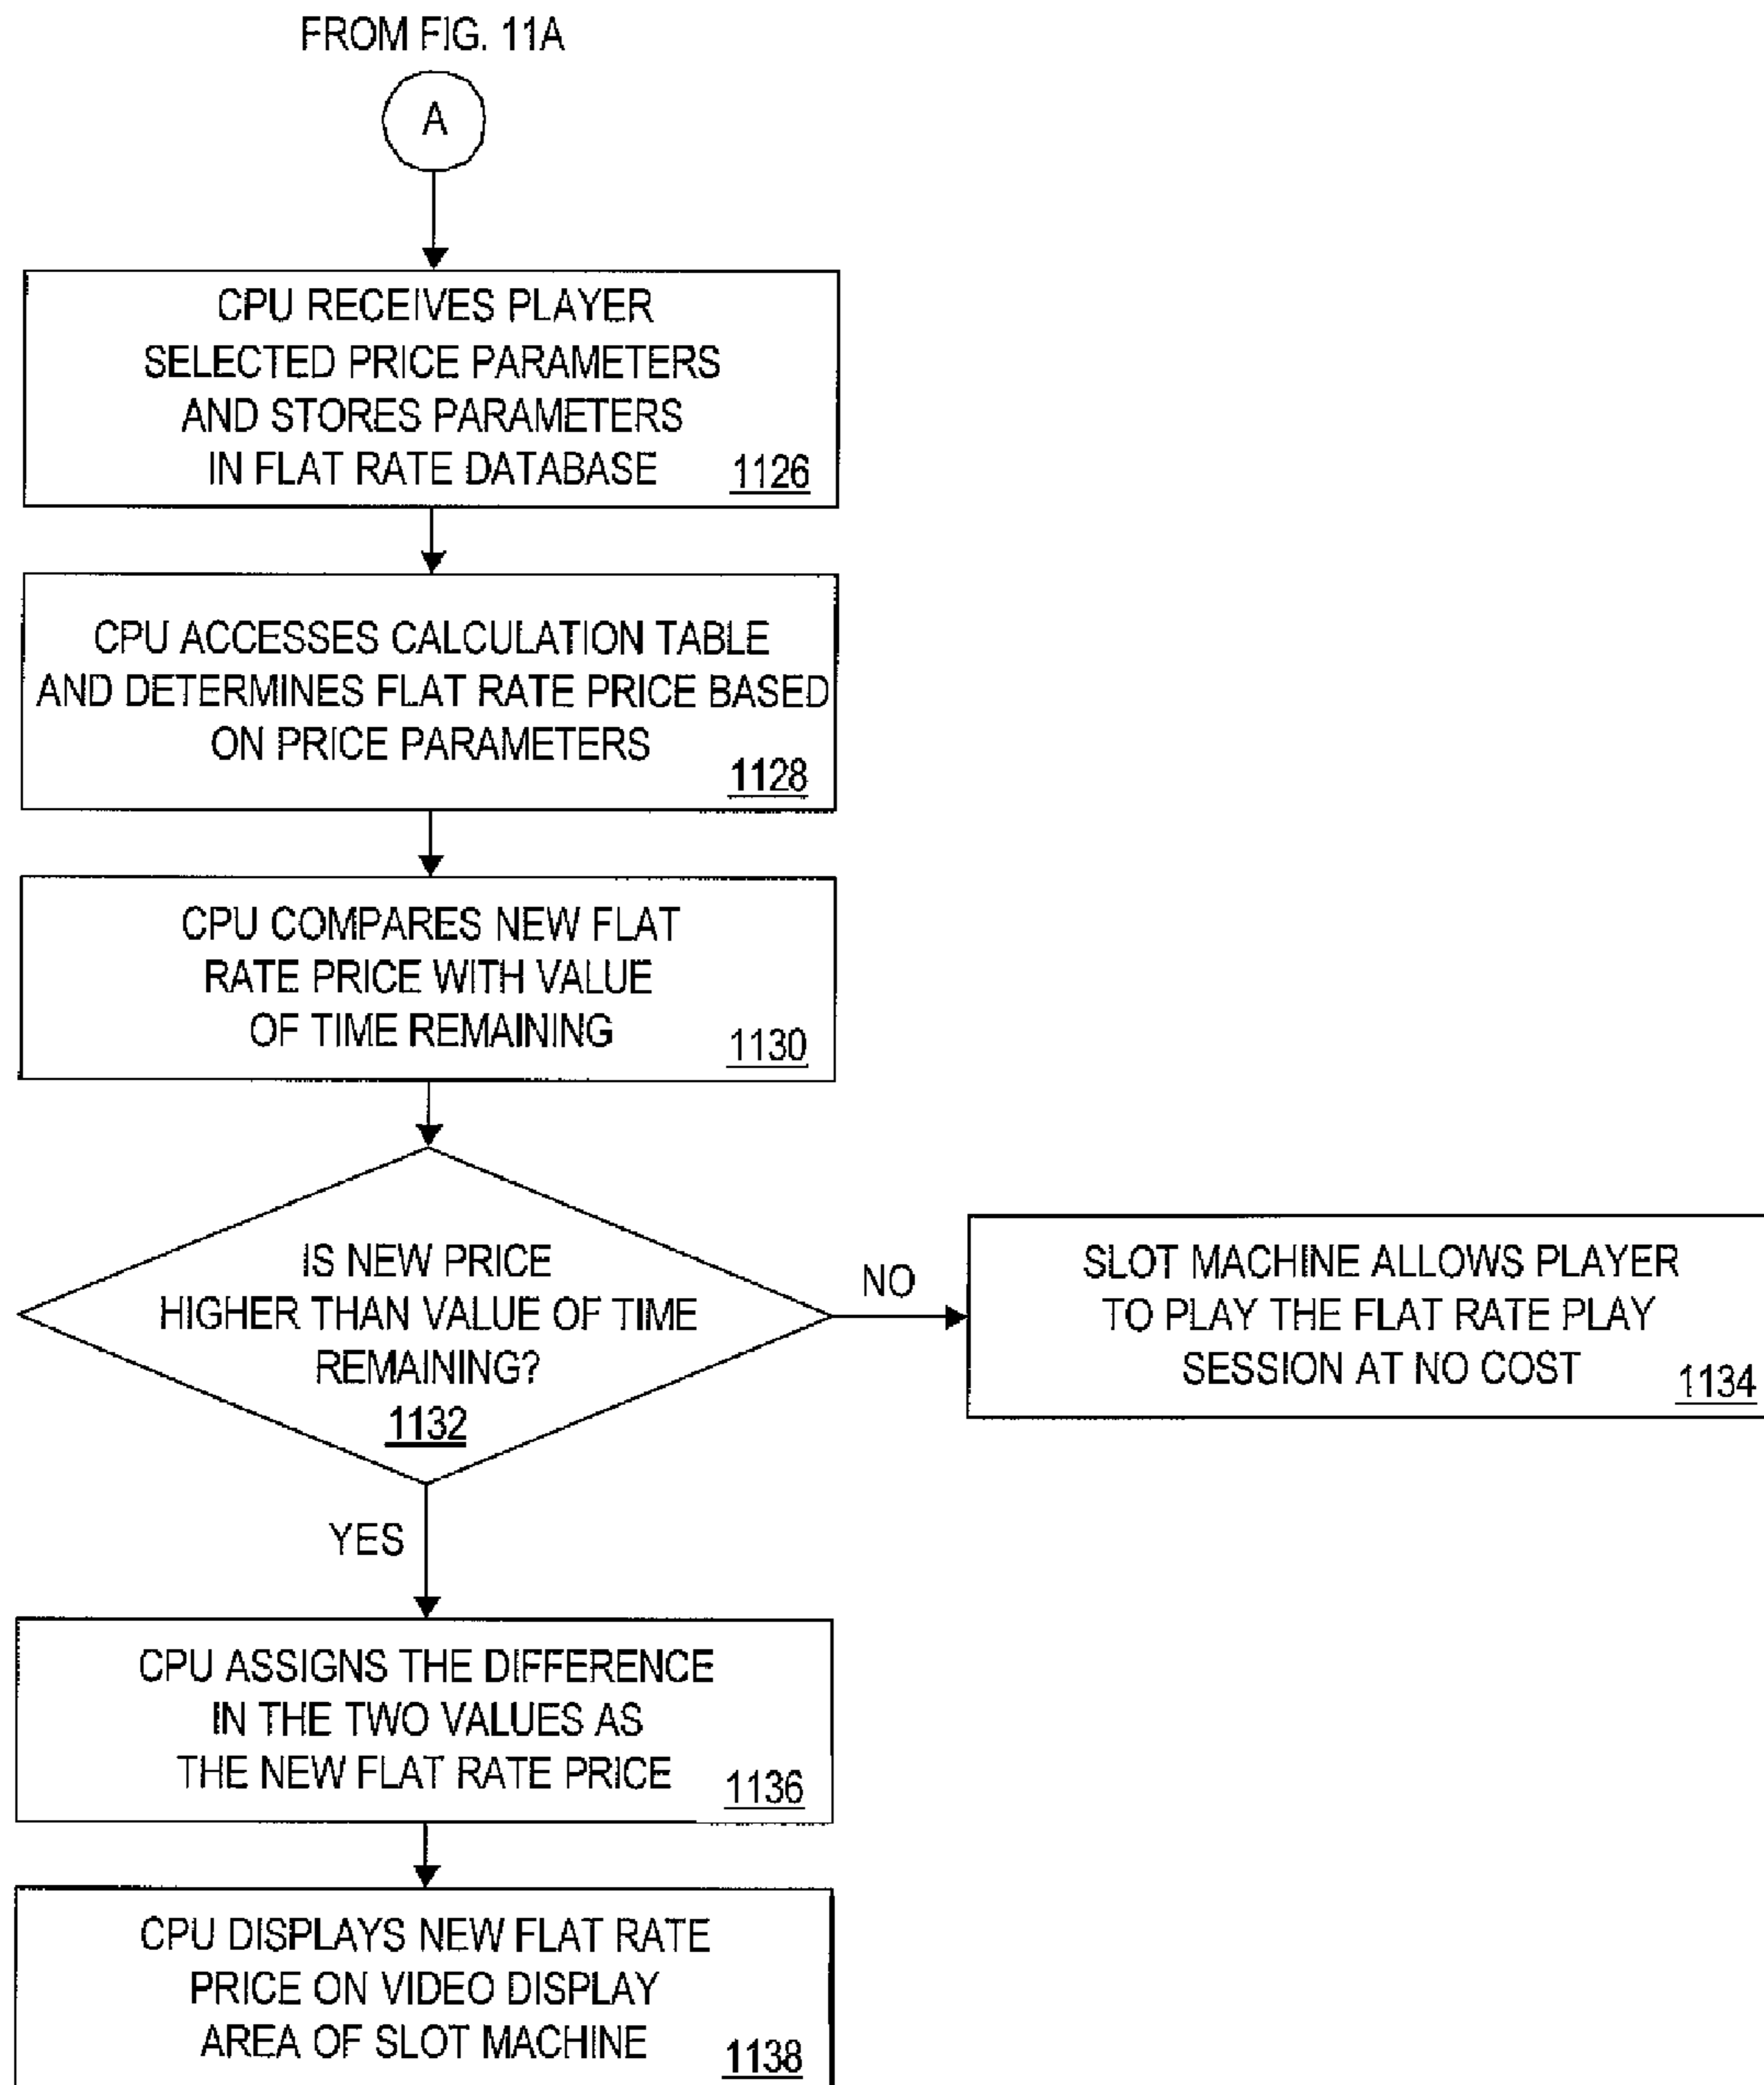 FROM FIG. 11A
A
CPU RECEIVES PLAYER
SELECTED PRICE PARAMETERS
AND STORES PARAMETERS
IN FLAT RATE DATABASE
1126
CPU ACCESSES CALCULATION TABLE
AND DETERMINES FLAT RATE PRICE BASED
ON PRICE PARAMETERS
1128
CPU COMPARES NEW FLAT
RATE PRICE WITH VALUE
OF TIME REMAINING
1130
IS NEW PRICE
HIGHER THAN VALUE OF TIME
REMAINING?
1132
NO
SLOT MACHINE ALLOWS PLAYER
TO PLAY THE FLAT RATE PLAY
SESSION AT NO COST
1134
YES
CPU ASSIGNS THE DIFFERENCE
IN THE TWO VALUES AS
THE NEW FLAT RATE PRICE
1136
CPU DISPLAYS NEW FLAT RATE
PRICE ON VIDEO DISPLAY
AREA OF SLOT MACHINE
1138